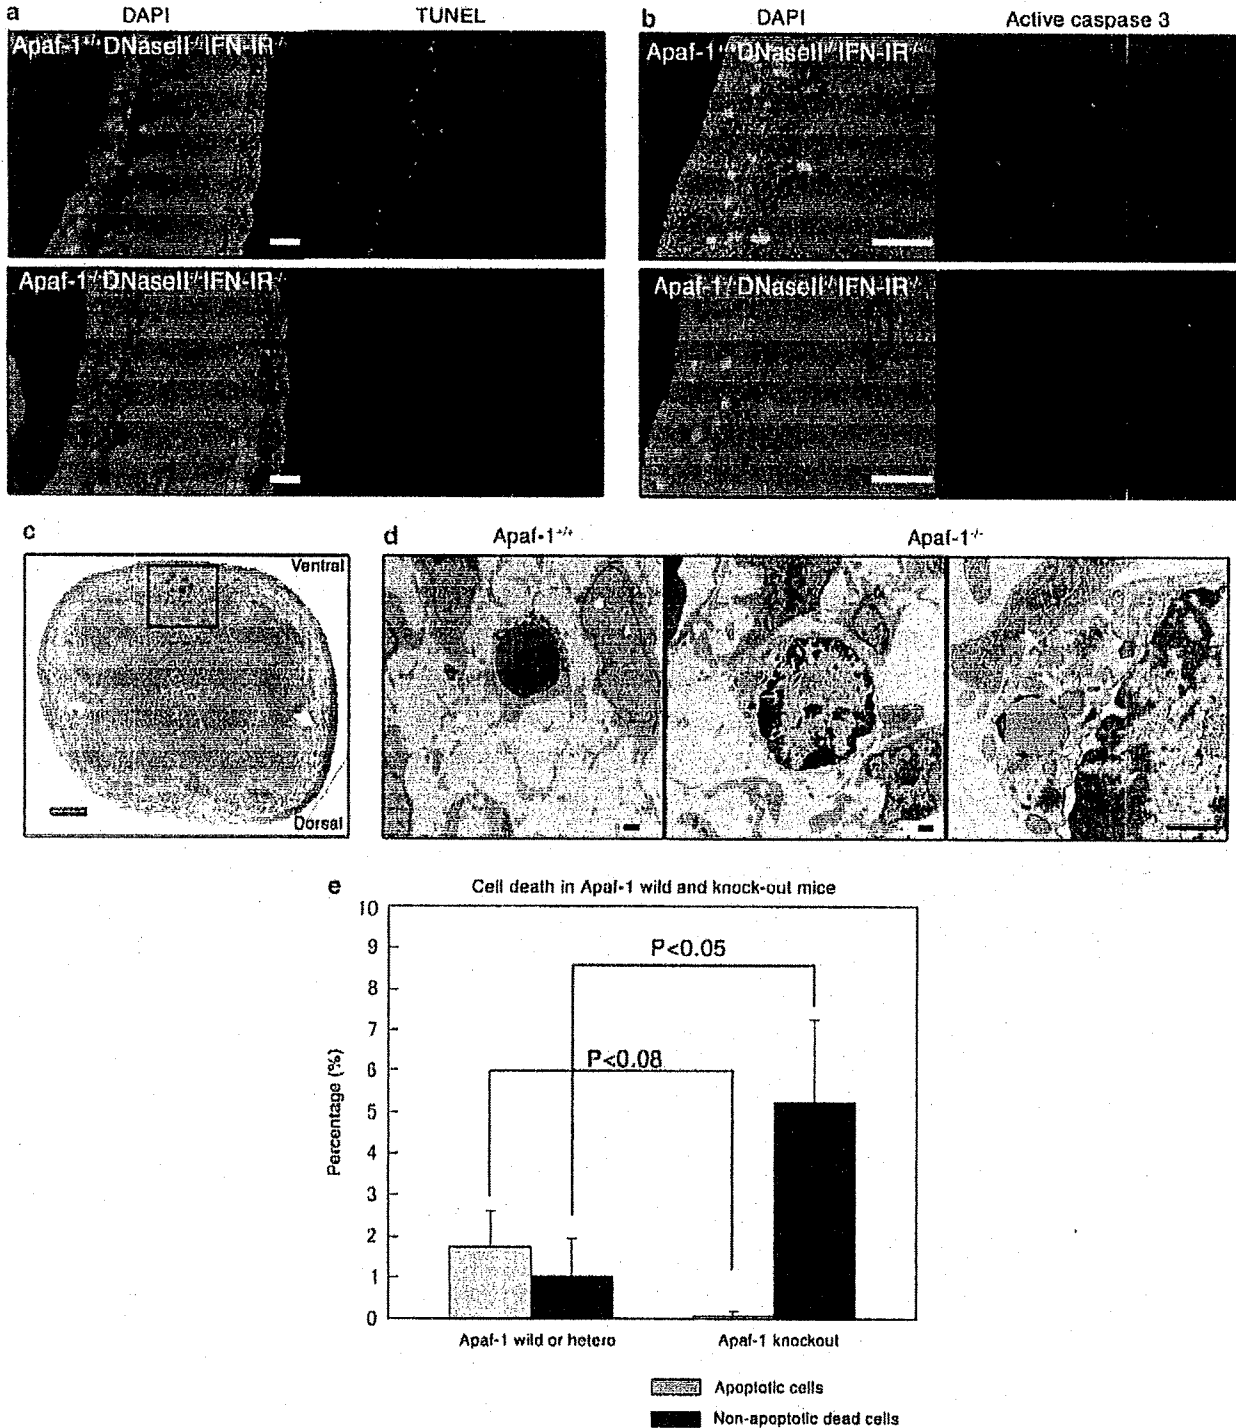 a
DAPI
TUNEL
Apaf-1+/+DNaseII-/-IFN-IR-/-
Apaf-1-/-DNaseII-/-IFN-IR-/-
b
DAPI
Active caspase 3
Apaf-1+/+DNaseII-/-IFN-IR-/-
Apaf-1-/-DNaseII-/-IFN-IR-/-
c
Ventral
Dorsal
d
Apaf-1+/+
Apaf-1-/-
e
Cell death in Apaf-1 wild and knock-out mice
Percentage (%)
10
9
8
7
6
5
4
3
2
1
0
P<0.05
P<0.08
Apaf-1 wild or hetero
Apaf-1 knockout
Apoptotic cells
Non-apoptotic dead cells